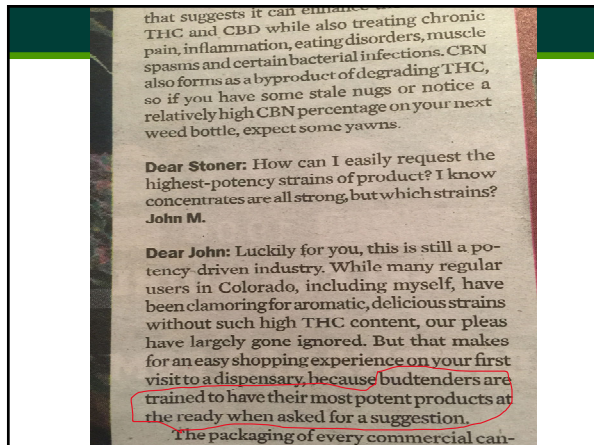 that suggests it can enhance
THC and CBD while also treating chronic
pain, inflammation, eating disorders, muscle
spasms and certain bacterial infections. CBN
also forms as a byproduct of degrading THC,
so if you have some stale nugs or notice a
relatively high CBN percentage on your next
weed bottle, expect some yawns.
Dear Stoner: How can I easily request the
highest-potency strains of product? I know
concentrates are all strong, but which strains?
John M.
Dear John: Luckily for you, this is still a po-
tency-driven industry. While many regular
users in Colorado, including myself, have
been clamoring for aromatic, delicious strains
without such high THC content, our pleas
have largely gone ignored. But that makes
for an easy shopping experience on your first
visit to a dispensary, because budtenders are
trained to have their most potent products at
the ready when asked for a suggestion.
The packaging of every commercial can-